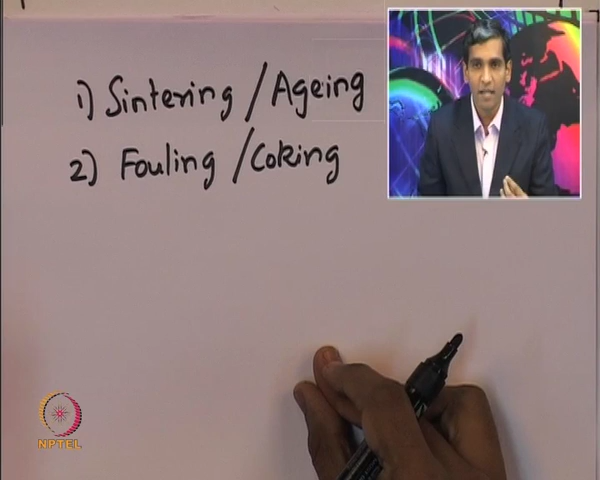 1) Sintering / Ageing
2) Fouling / Coking
NPTEL